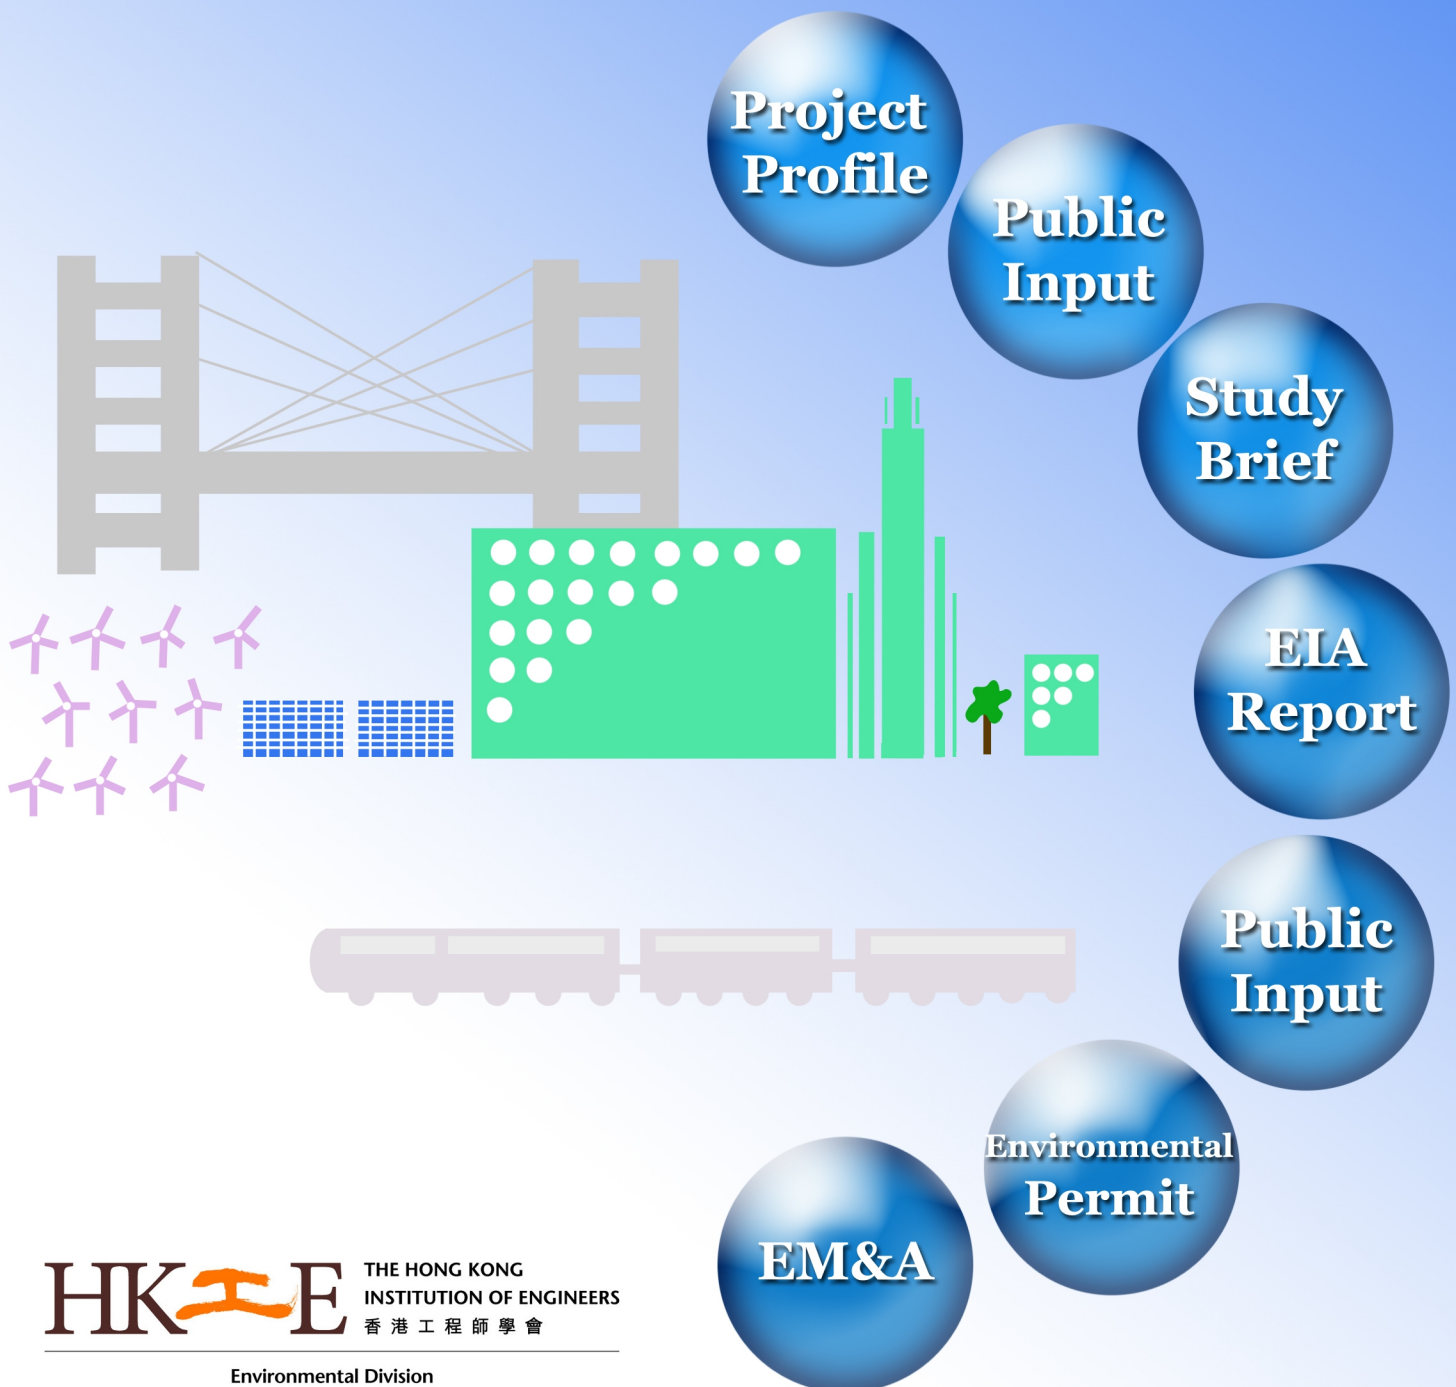 Project
Profile
Public
Input
Study
Brief
EIA
Report
Public
Input
Environmental
Permit
EM&A
HK工E
THE HONG KONG
INSTITUTION OF ENGINEERS
香港工程師學會
Environmental Division